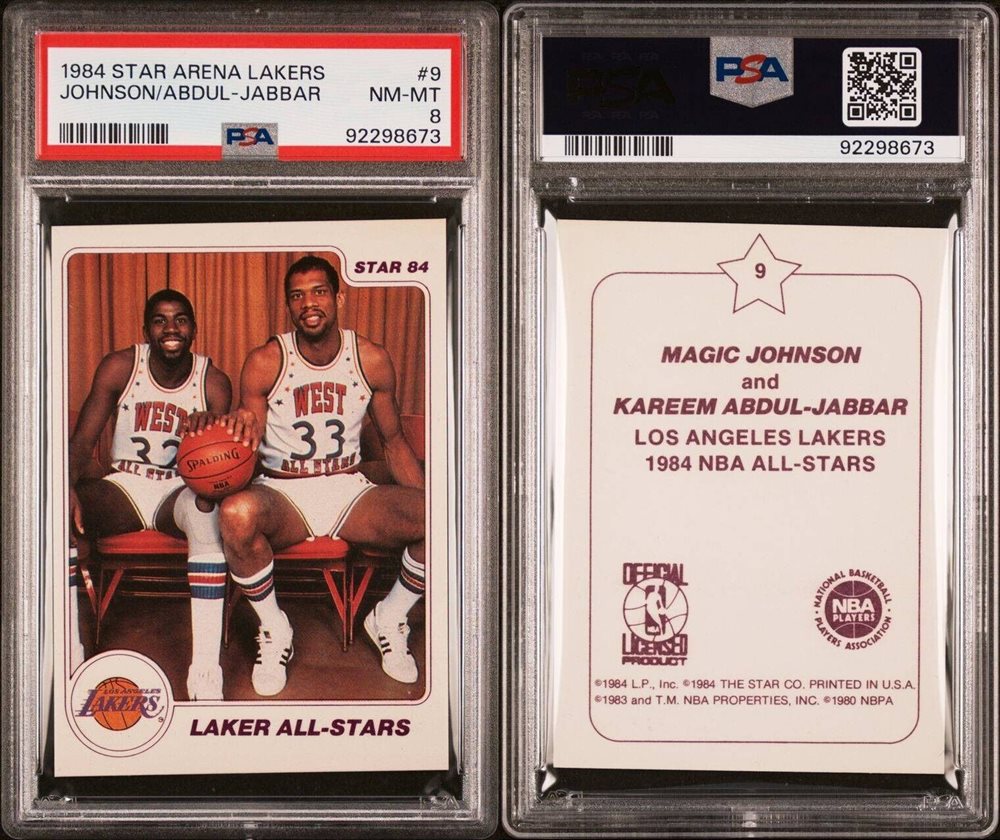 1984 STAR ARENA LAKERS #9
JOHNSON/ABDUL-JABBAR NM-MT
8
PSA 92298673
STAR 84
WEST
32
ALL STA
WEST
33
ALL STARS
SPALDING
NBA
LOS ANGELES
LAKERS
9
LAKER ALL-STARS
PSA
PSA
92298673
9
MAGIC JOHNSON
and
KAREEM ABDUL-JABBAR
LOS ANGELES LAKERS
1984 NBA ALL-STARS
OFFICIAL
LICENSED
PRODUCT
NATIONAL BASKETBALL
NBA
PLAYERS
PLAYERS ASSOCIATION
©1984 L.P., Inc. ©1984 THE STAR CO. PRINTED IN U.S.A.
©1983 and T.M. NBA PROPERTIES, INC. ©1980 NBPA